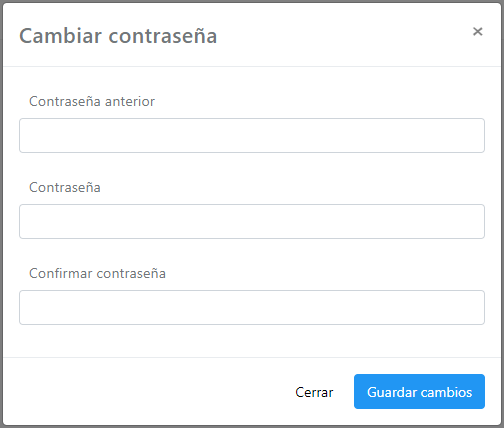 Cambiar contraseña
×
Contraseña anterior
Contraseña
Confirmar contraseña
Cerrar
Guardar cambios